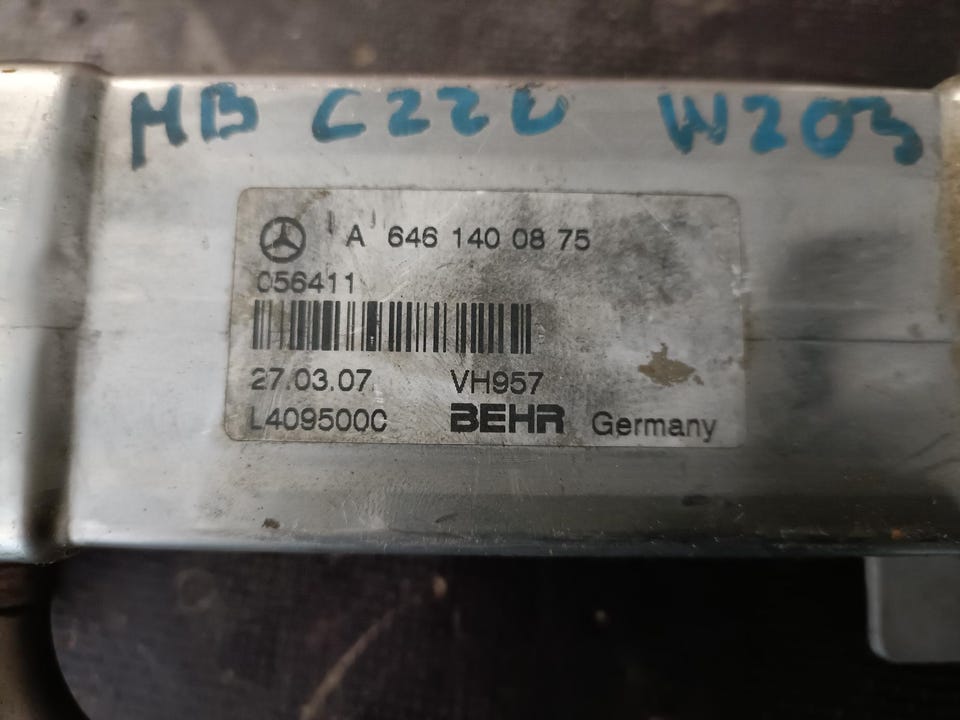 MB C220 W203
A 646 140 08 75
056411
27.03.07 VH957
L409500C
BEHR Germany